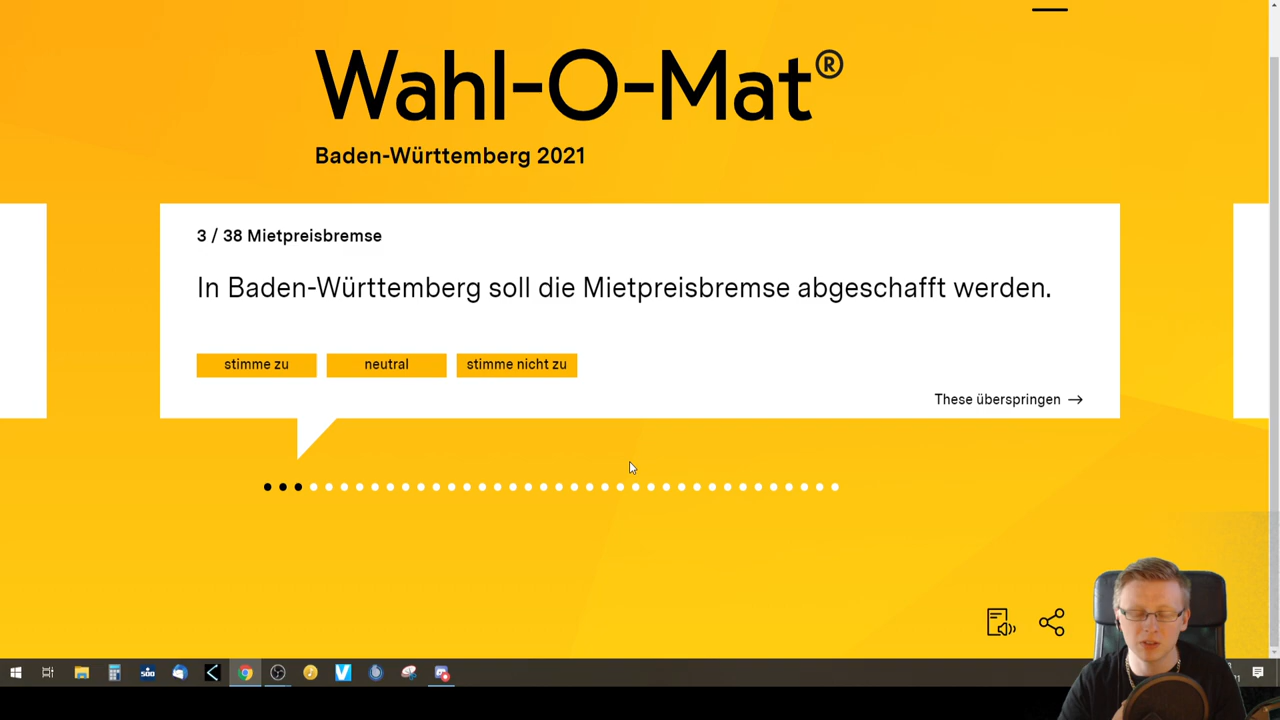 Wahl-O-Mat®
Baden-Württemberg 2021
3 / 38 Mietpreisbremse
In Baden-Württemberg soll die Mietpreisbremse abgeschafft werden.
stimme zu
neutral
stimme nicht zu
These überspringen →
500